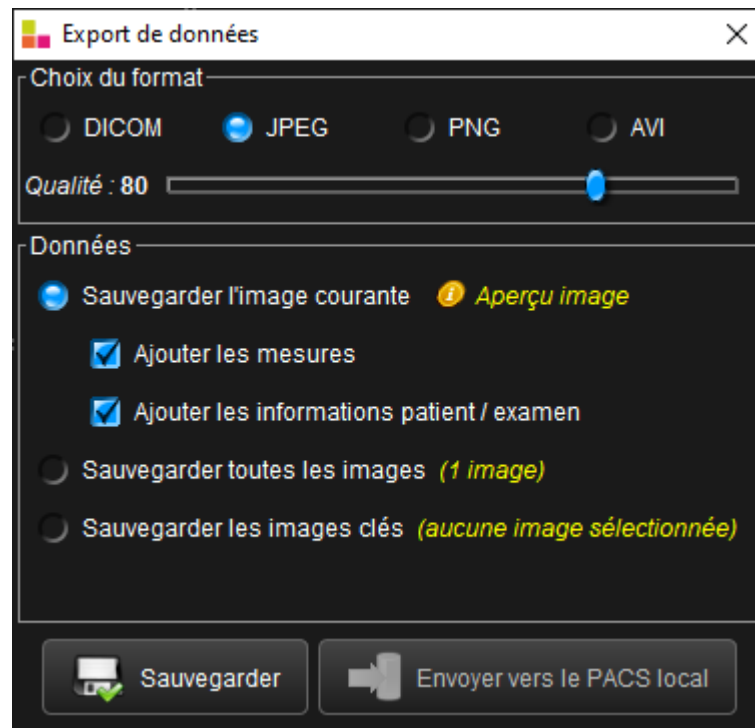 Export de données
Choix du format
DICOM JPEG PNG AVI
Qualité : 80
Données
Sauvegarder l'image courante Aperçu image
Ajouter les mesures
Ajouter les informations patient / examen
Sauvegarder toutes les images (1 image)
Sauvegarder les images clés (aucune image sélectionnée)
Sauvegarder Envoyer vers le PACS local